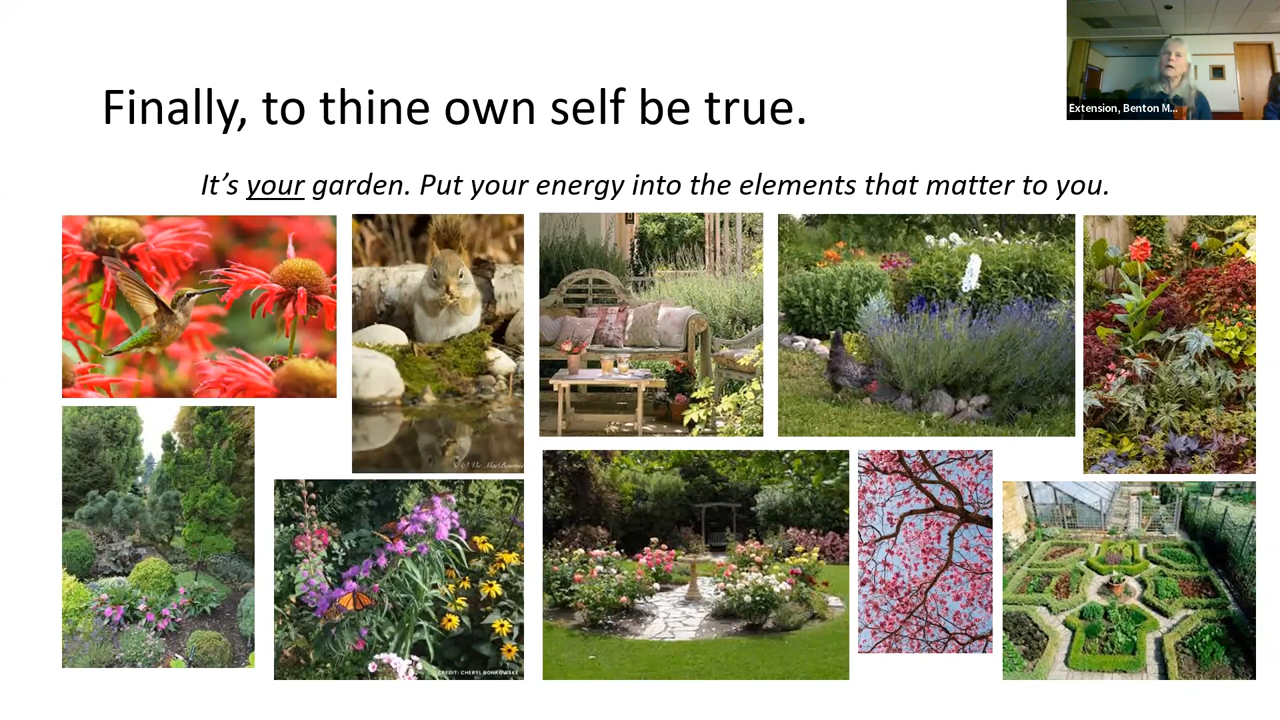 Extension, Benton M...
Finally, to thine own self be true.
It's your garden. Put your energy into the elements that matter to you.
CREDIT: CHERYL BORKOWSKE